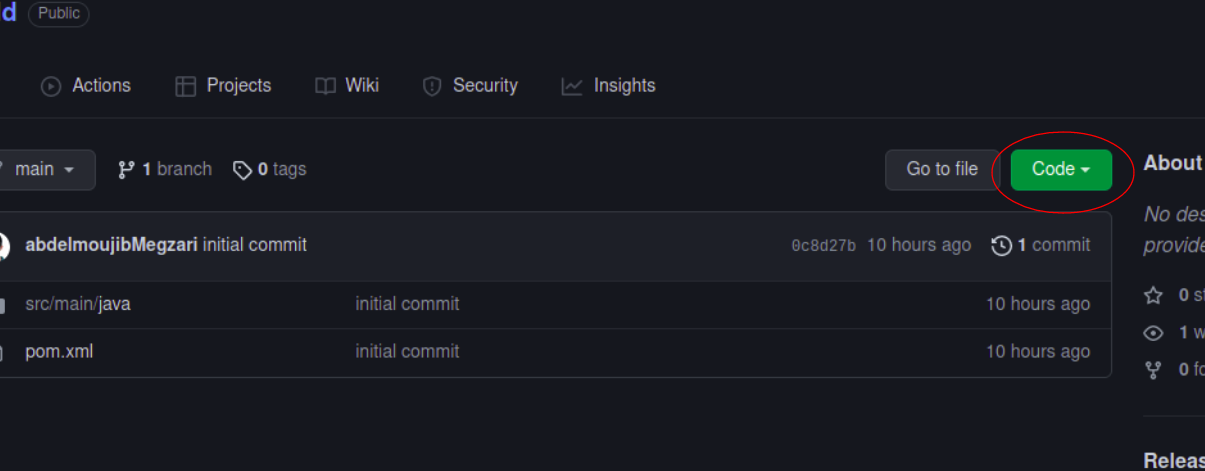 d Public
Actions Projects Wiki Security Insights
main 1 branch 0 tags Go to file Code About
No des
provide
abdelmoujibMegzari initial commit 0c8d27b 10 hours ago 1 commit
src/main/java initial commit 10 hours ago
0 st
pom.xml initial commit 10 hours ago
1 w
0 fo
Releas